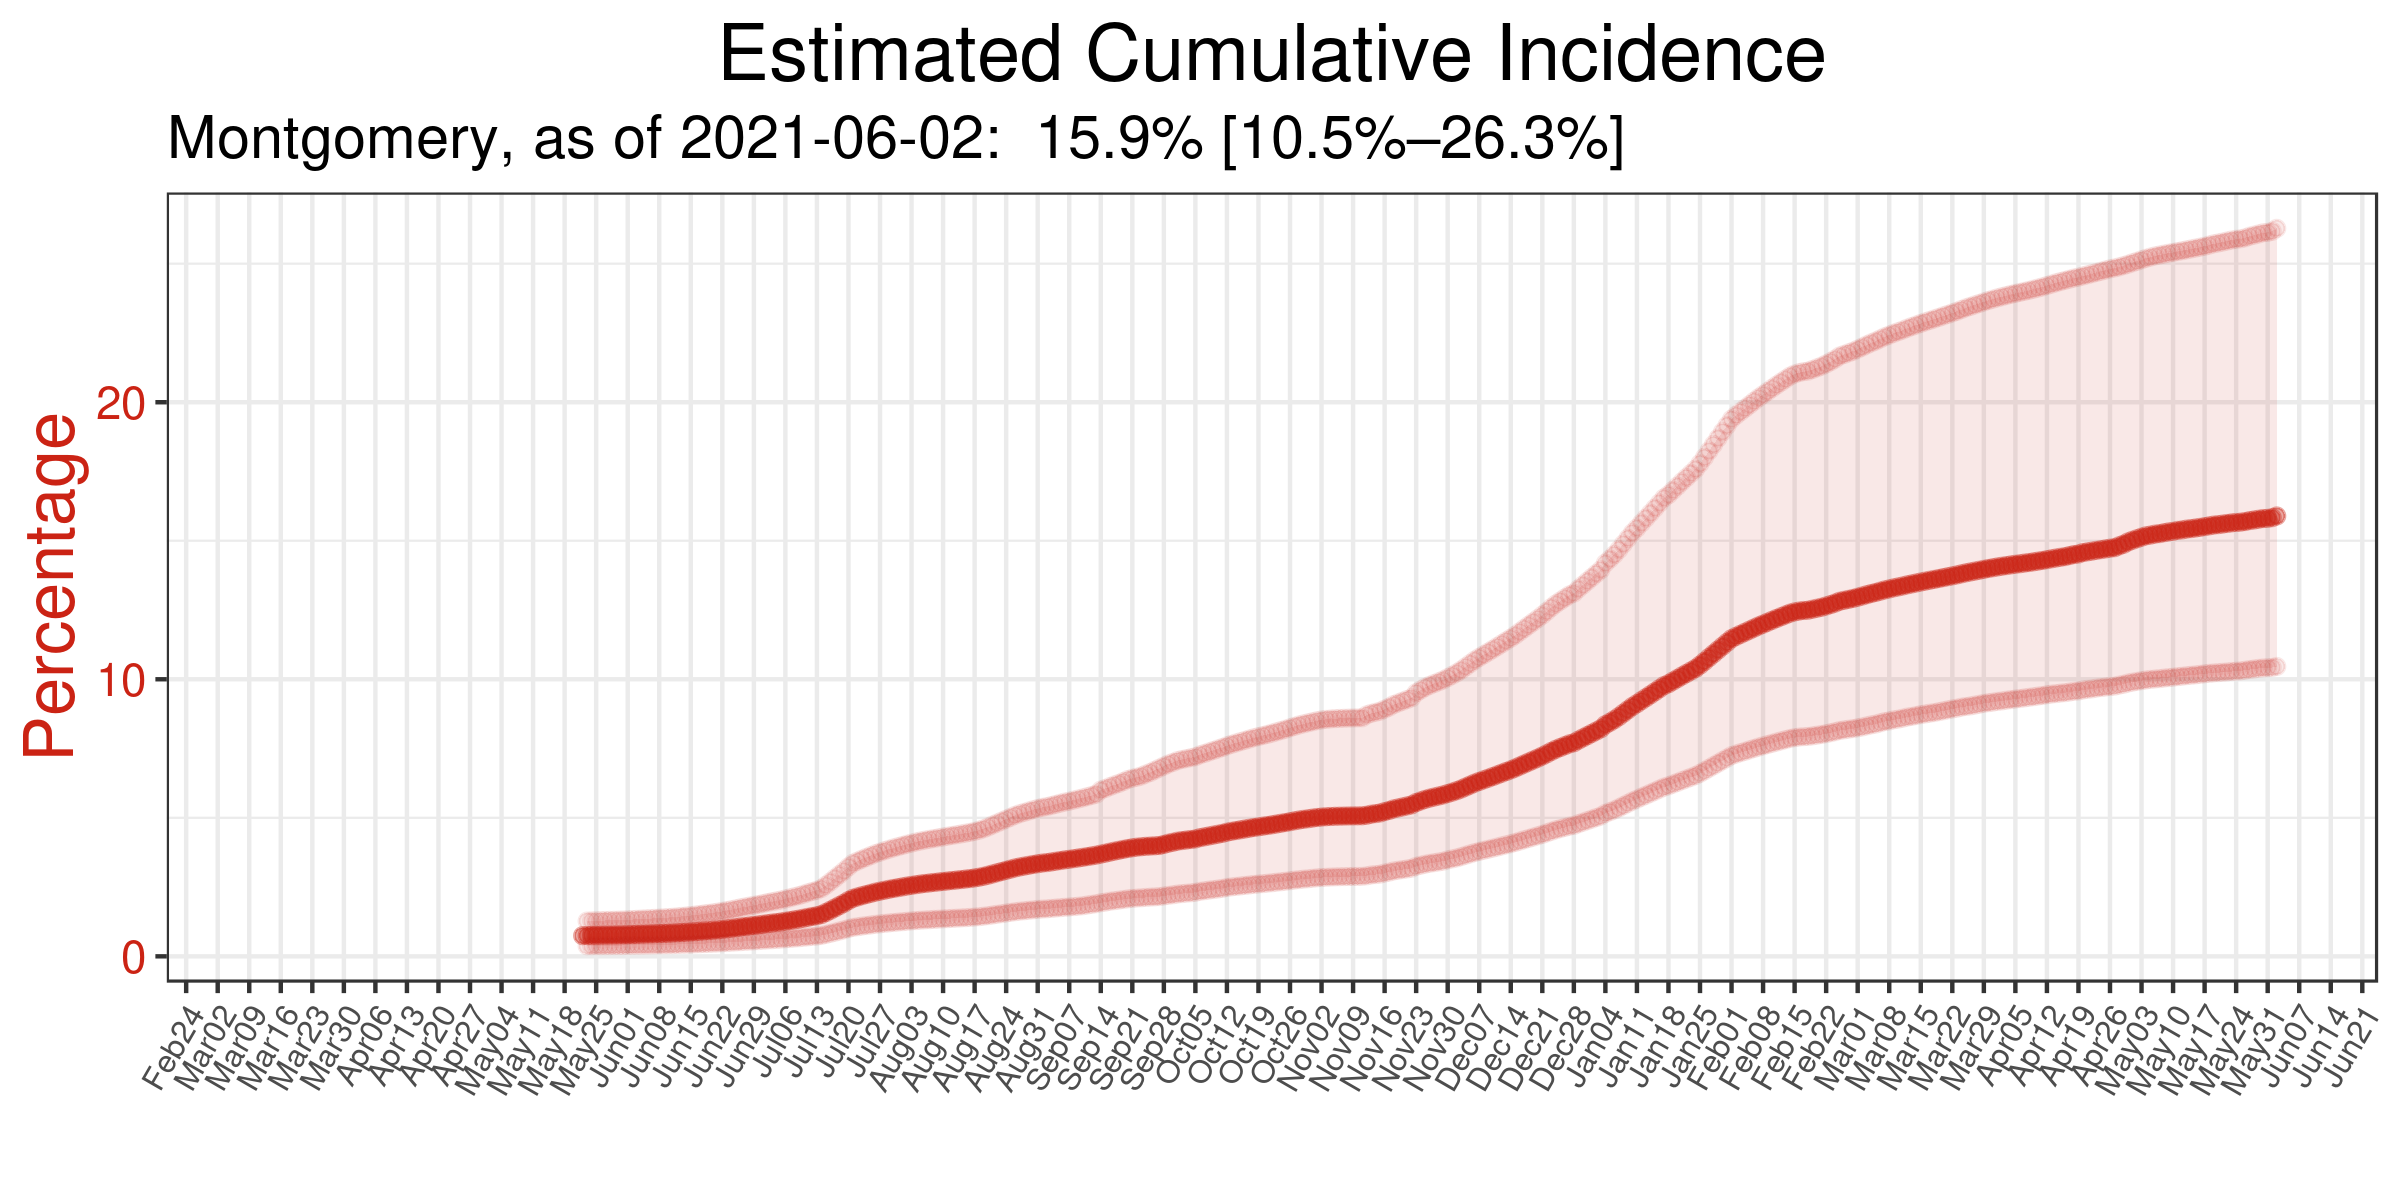 Estimated Cumulative Incidence
Montgomery, as of 2021-06-02:  15.9% [10.5%–26.3%]
Percentage
20
10
0
Feb24
Mar02
Mar09
Mar16
Mar23
Mar30
Apr06
Apr13
Apr20
Apr27
May04
May11
May18
May25
Jun01
Jun08
Jun15
Jun22
Jun29
Jul06
Jul13
Jul20
Jul27
Aug03
Aug10
Aug17
Aug24
Aug31
Sep07
Sep14
Sep21
Sep28
Oct05
Oct12
Oct19
Oct26
Nov02
Nov09
Nov16
Nov23
Nov30
Dec07
Dec14
Dec21
Dec28
Jan04
Jan11
Jan18
Jan25
Feb01
Feb08
Feb15
Feb22
Mar01
Mar08
Mar15
Mar22
Mar29
Apr05
Apr12
Apr19
Apr26
May03
May10
May17
May24
May31
Jun07
Jun14
Jun21